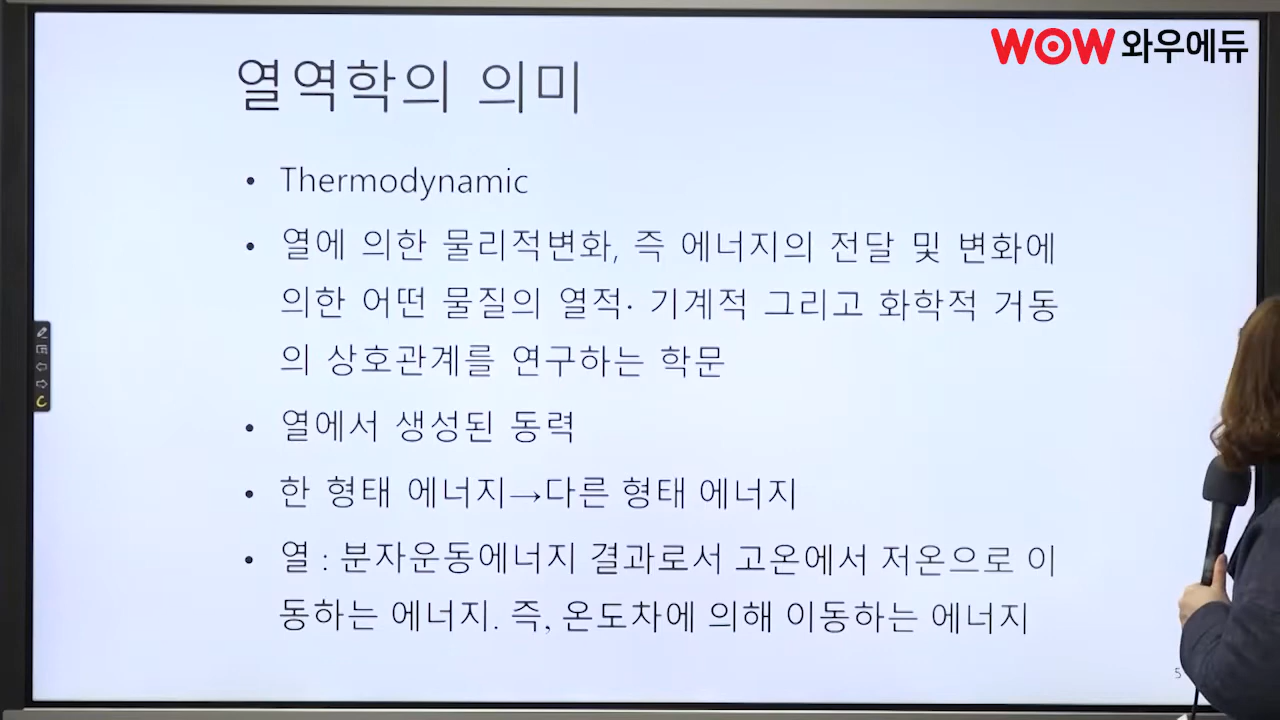 WOW 와우에듀
열역학의 의미
• Thermodynamic
• 열에 의한 물리적변화, 즉 에너지의 전달 및 변화에
의한 어떤 물질의 열적· 기계적 그리고 화학적 거동
의 상호관계를 연구하는 학문
• 열에서 생성된 동력
• 한 형태 에너지→다른 형태 에너지
• 열 : 분자운동에너지 결과로서 고온에서 저온으로 이
동하는 에너지. 즉, 온도차에 의해 이동하는 에너지
5